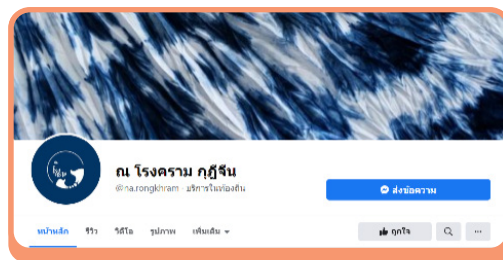 ณ โรงคราม กุฎีจีน
@na.rongkhram · บริการในท้องถิ่น
ส่งข้อความ
หน้าหลัก รีวิว วิดีโอ รูปภาพ เพิ่มเติม
ถูกใจ